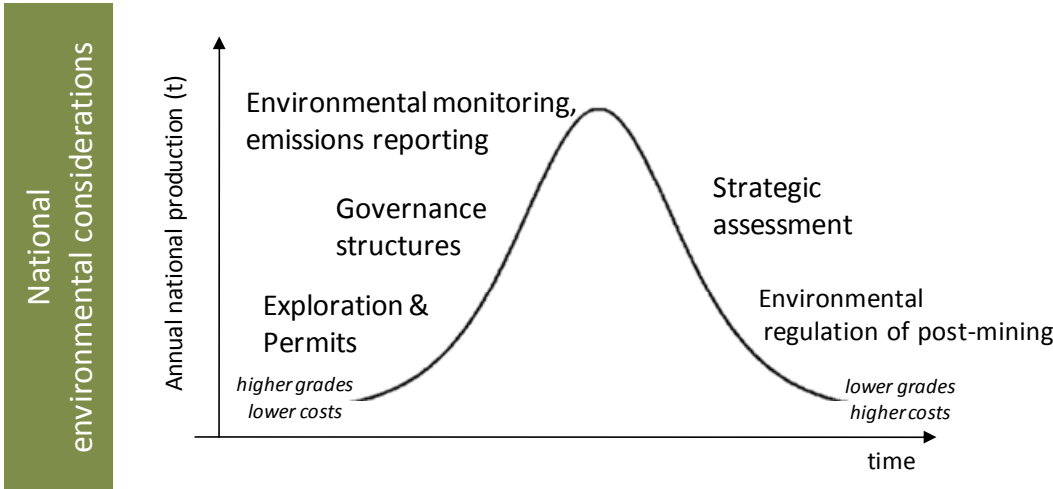 National
environmental considerations
Annual national production (t)
Environmental monitoring,
emissions reporting
Governance
structures
Exploration &
Permits
higher grades
lower costs
Strategic
assessment
Environmental
regulation of post-mining
lower grades
higher costs
time